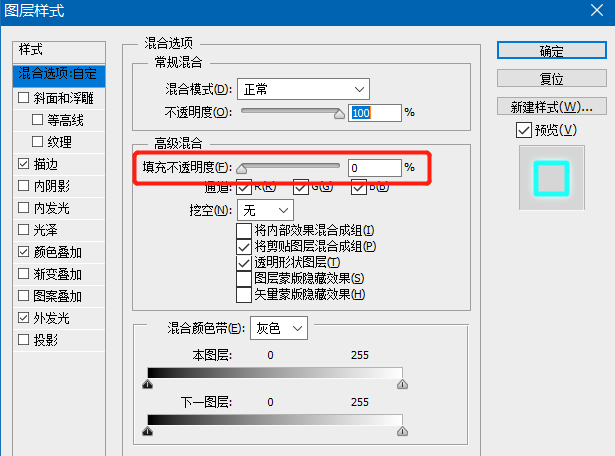 图层样式
样式
混合选项:自定
斜面和浮雕
等高线
纹理
描边
内阴影
内发光
光泽
颜色叠加
渐变叠加
图案叠加
外发光
投影
混合选项
常规混合
混合模式(D): 正常
不透明度(O): 100 %
高级混合
填充不透明度(F): 0 %
通道: R(R) G(G) B(B)
挖空(N): 无
将内部效果混合成组(I)
将剪贴图层混合成组(P)
透明形状图层(T)
图层蒙版隐藏效果(S)
矢量蒙版隐藏效果(H)
混合颜色带(E): 灰色
本图层: 0 255
下一图层: 0 255
确定
复位
新建样式(W)...
预览(V)